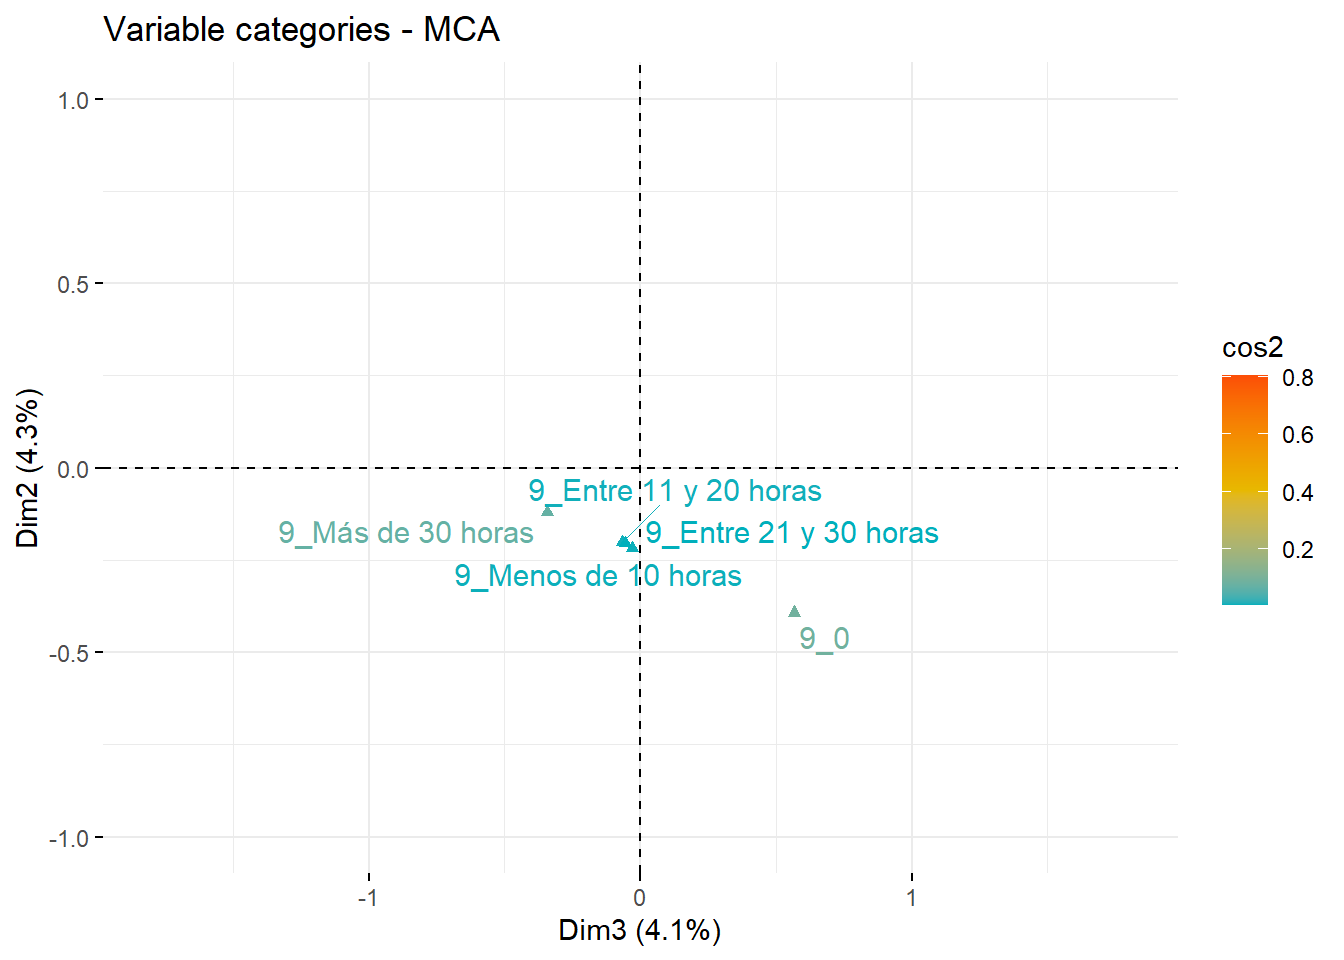 Variable categories - MCA
1.0
0.5
0.0
-0.5
-1.0
Dim2 (4.3%)
9_Entre 11 y 20 horas
9_Más de 30 horas
9_Entre 21 y 30 horas
9_Menos de 10 horas
9_0
-1
0
1
Dim3 (4.1%)
cos2
0.8
0.6
0.4
0.2